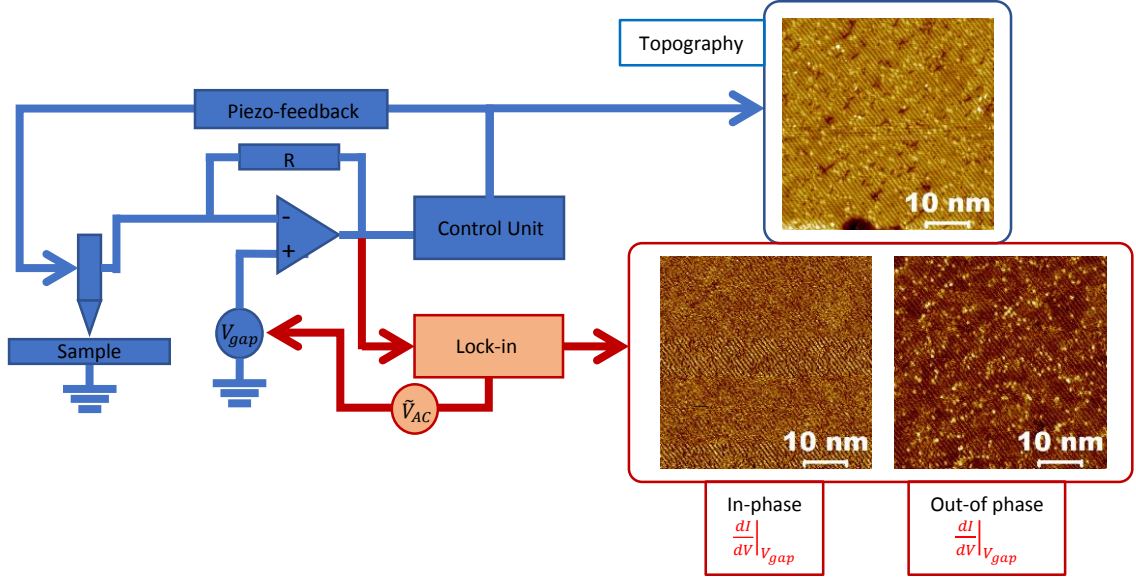 Topography
Piezo-feedback
R
-
+
Control Unit
10 nm
V_gap
Sample
Lock-in
Ṽ_AC
10 nm
10 nm
In-phase
dI/dV|V_gap
Out-of phase
dI/dV|V_gap